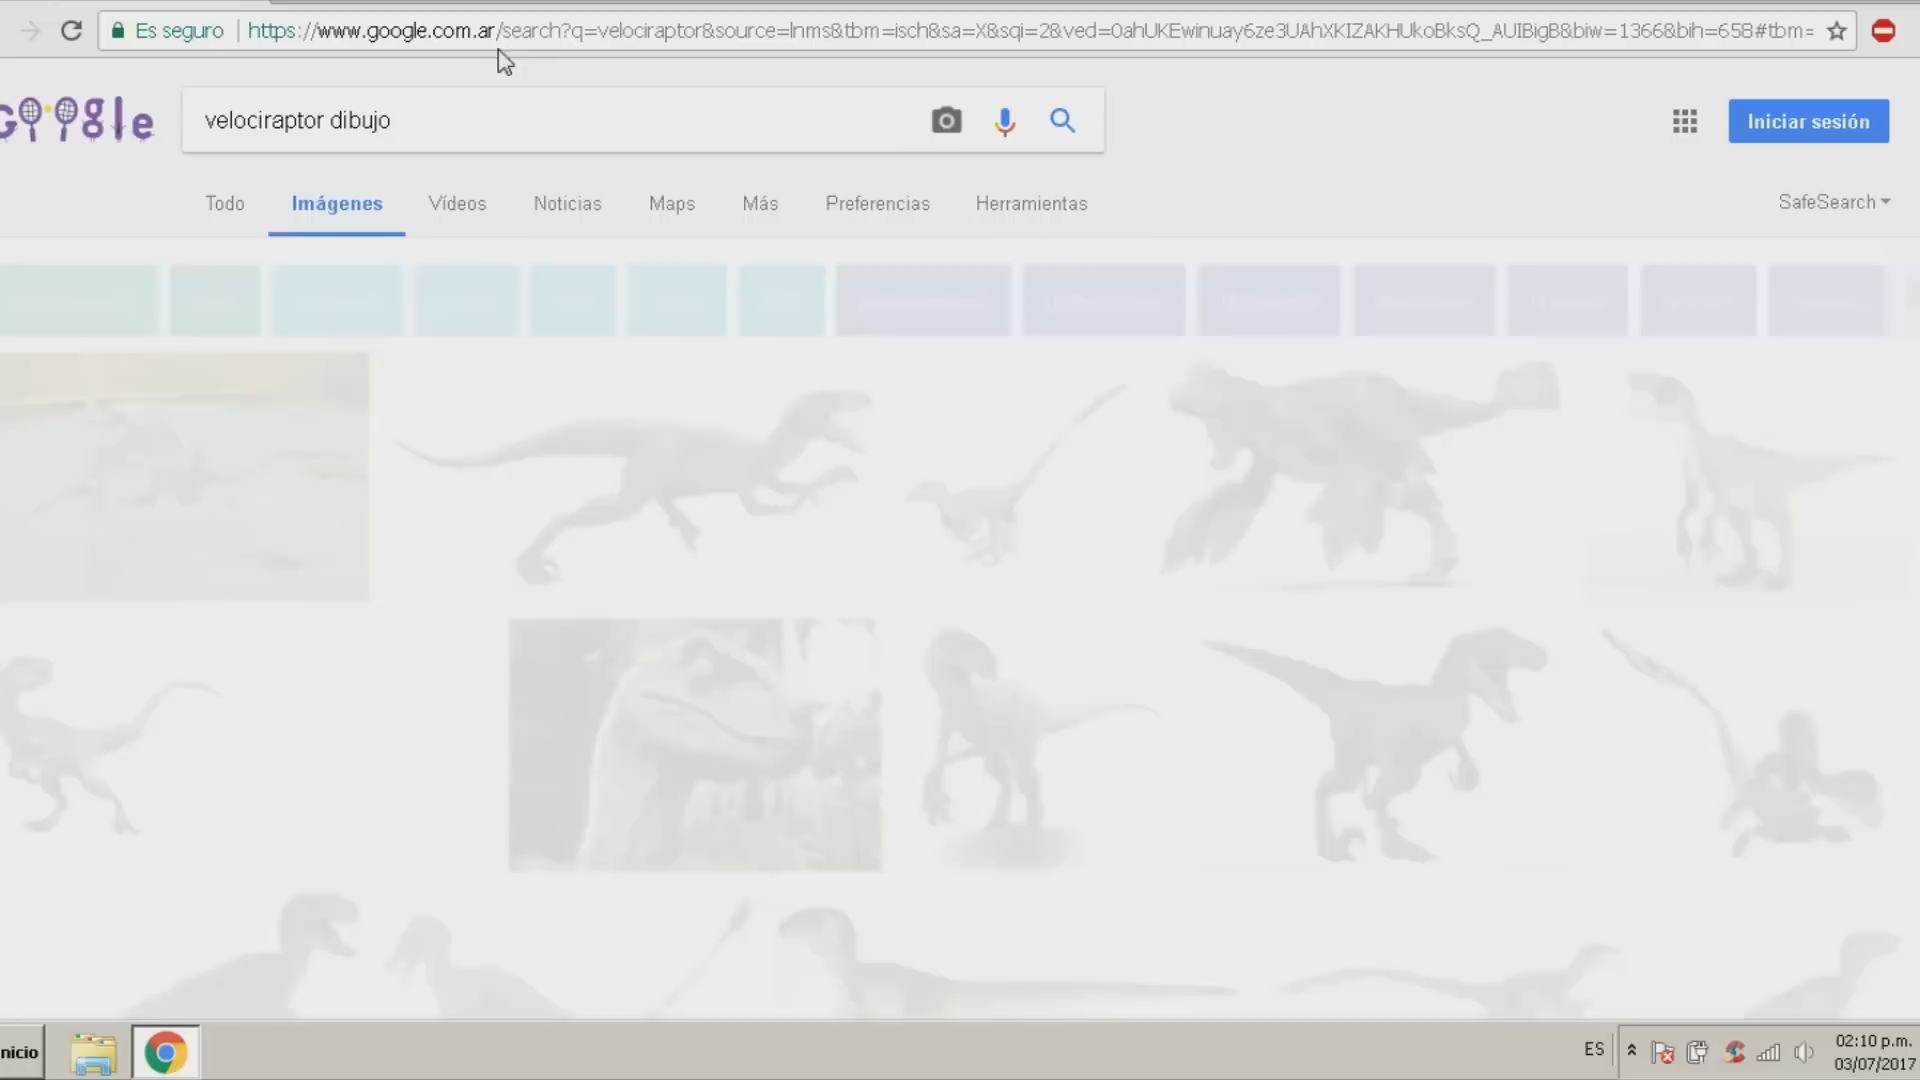 Es seguro | https://www.google.com.ar/search?q=velociraptor&source=lnms&tbm=isch&sa=X&sqi=2&ved=0ahUKEwinuay6ze3UAhXKIZAKHUkoBksQ_AUIBigB&biw=1366&bih=658#tbm=
Google
velociraptor dibujo
Iniciar sesión
Todo Imágenes Vídeos Noticias Maps Más Preferencias Herramientas
SafeSearch
nicio
ES
02:10 p.m.
03/07/2017